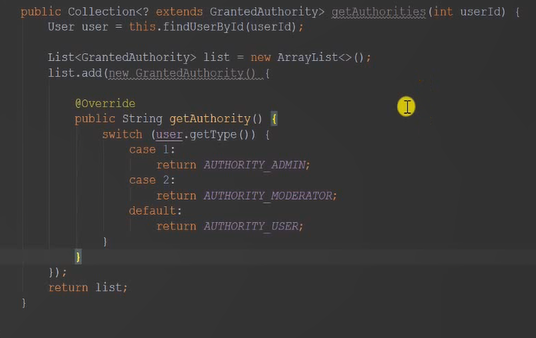 public Collection<? extends GrantedAuthority> getAuthorities(int userId) {
User user = this.findUserById(userId);
List<GrantedAuthority> list = new ArrayList<>();
list.add(new GrantedAuthority() {
@Override
public String getAuthority() {
switch (user.getType()) {
case 1:
return AUTHORITY_ADMIN;
case 2:
return AUTHORITY_MODERATOR;
default:
return AUTHORITY_USER;
}
}
});
return list;
}